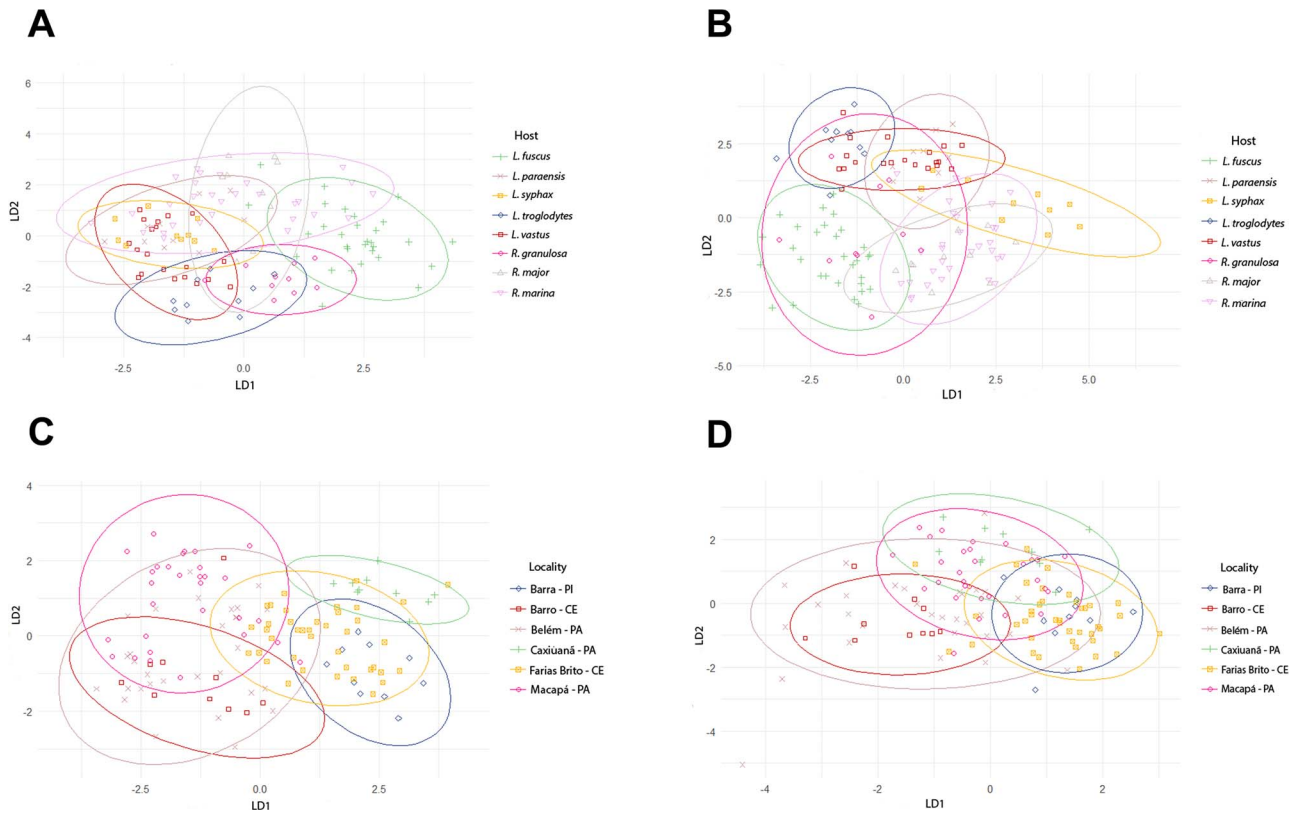 A
6
4
2
0
-2
-4
LD2
-2.5
0.0
2.5
LD1
Host
L. fuscus
L. paraensis
L. syphax
L. troglodytes
L. vastus
R. granulosa
R. major
R. marina
B
2.5
0.0
-2.5
-5.0
LD2
-2.5
0.0
2.5
5.0
LD1
Host
L. fuscus
L. paraensis
L. syphax
L. troglodytes
L. vastus
R. granulosa
R. major
R. marina
C
4
2
0
-2
LD2
-2.5
0.0
2.5
LD1
Locality
Barra - PI
Barro - CE
Belém - PA
Caxiuanã - PA
Farias Brito - CE
Macapá - PA
D
2
0
-2
-4
LD2
-4
-2
0
2
LD1
Locality
Barra - PI
Barro - CE
Belém - PA
Caxiuanã - PA
Farias Brito - CE
Macapá - PA